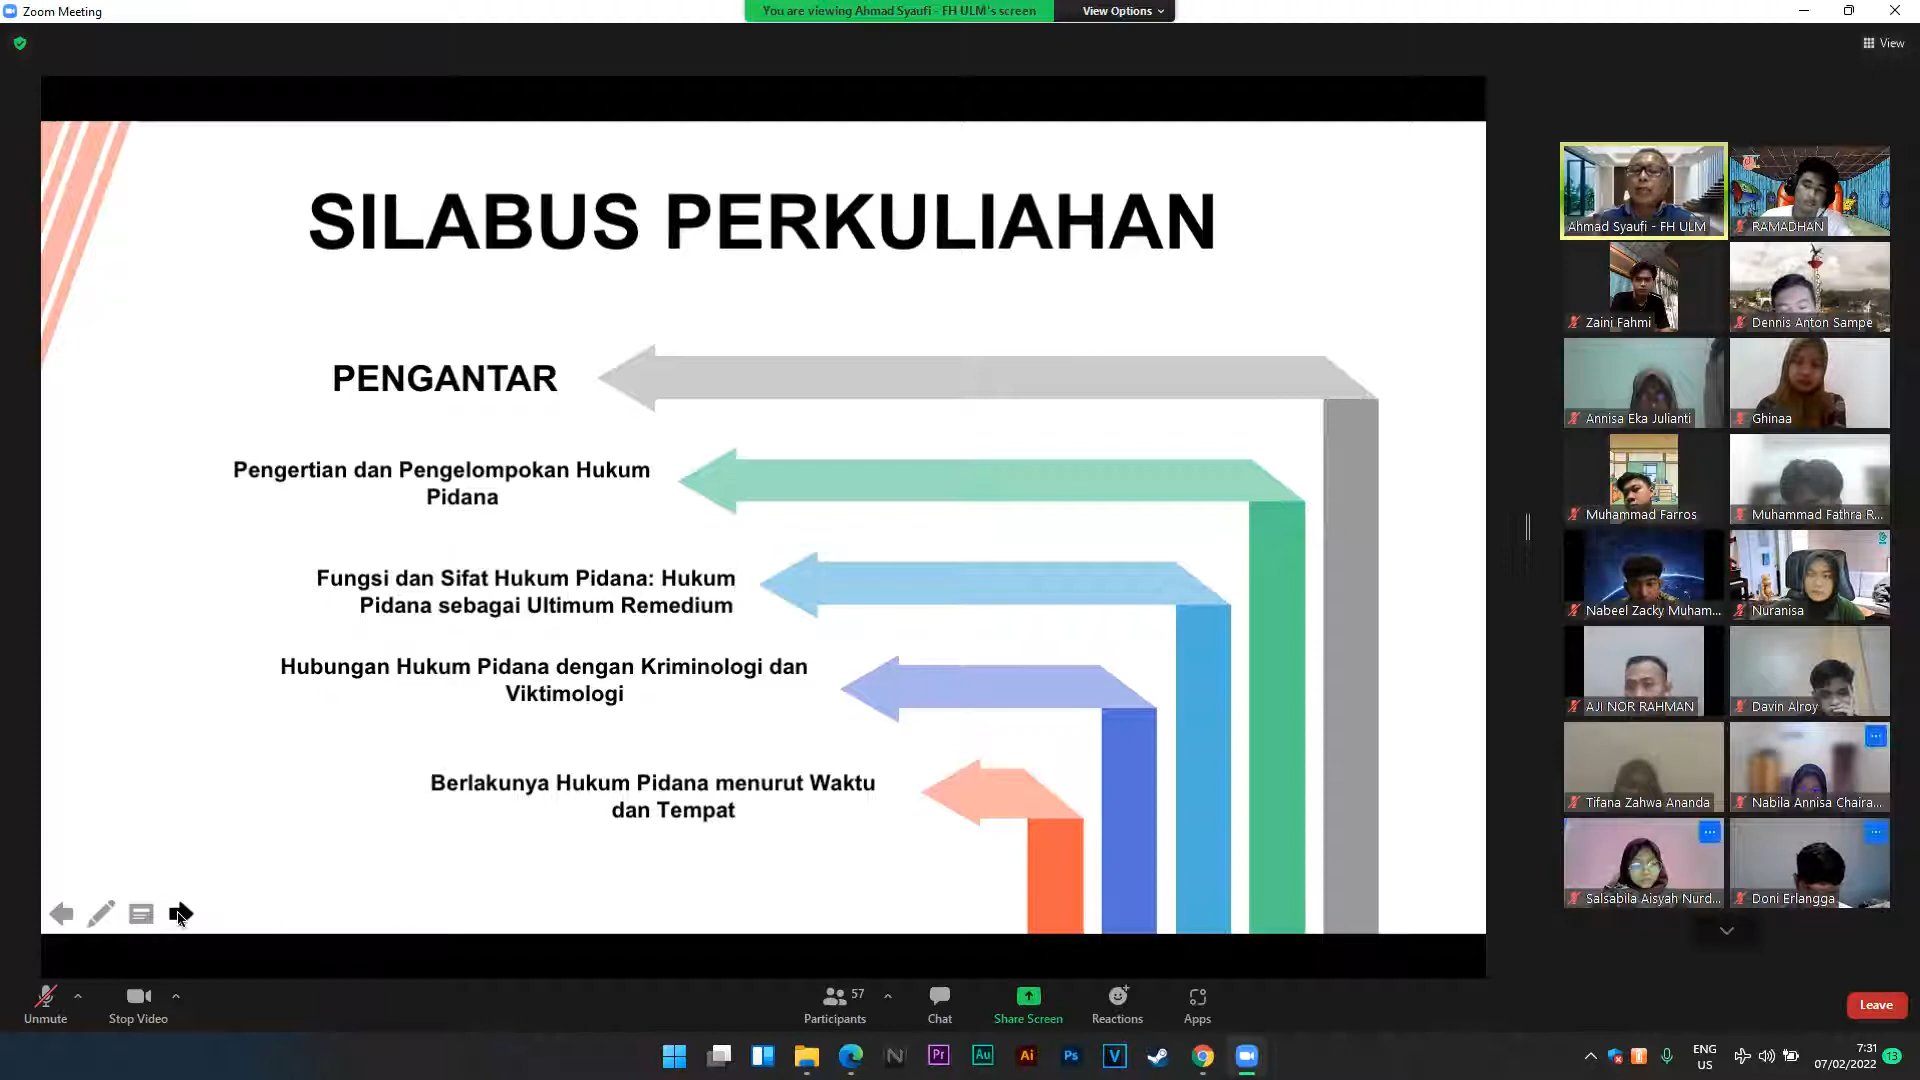 Zoom Meeting
You are viewing Ahmad Syaufi - FH ULM's screen
View Options
View
SILABUS PERKULIAHAN
PENGANTAR
Pengertian dan Pengelompokan Hukum
Pidana
Fungsi dan Sifat Hukum Pidana: Hukum
Pidana sebagai Ultimum Remedium
Hubungan Hukum Pidana dengan Kriminologi dan
Viktimologi
Berlakunya Hukum Pidana menurut Waktu
dan Tempat
Ahmad Syaufi - FH ULM
RAMADHAN
Zaini Fahmi
Dennis Anton Sampe
Annisa Eka Julianti
Ghinaa
Muhammad Farros
Muhammad Fathra R...
Nabeel Zacky Muham...
Nuranisa
AJI NOR RAHMAN
Davin Alroy
Tifana Zahwa Ananda
Nabila Annisa Chaira...
Salsabila Aisyah Nurd...
Doni Erlangga
Unmute
Stop Video
57
Participants
Chat
Share Screen
Reactions
Apps
Leave
N
Pr
Au
Ai
Ps
V
ENG
US
7:31
07/02/2022
13